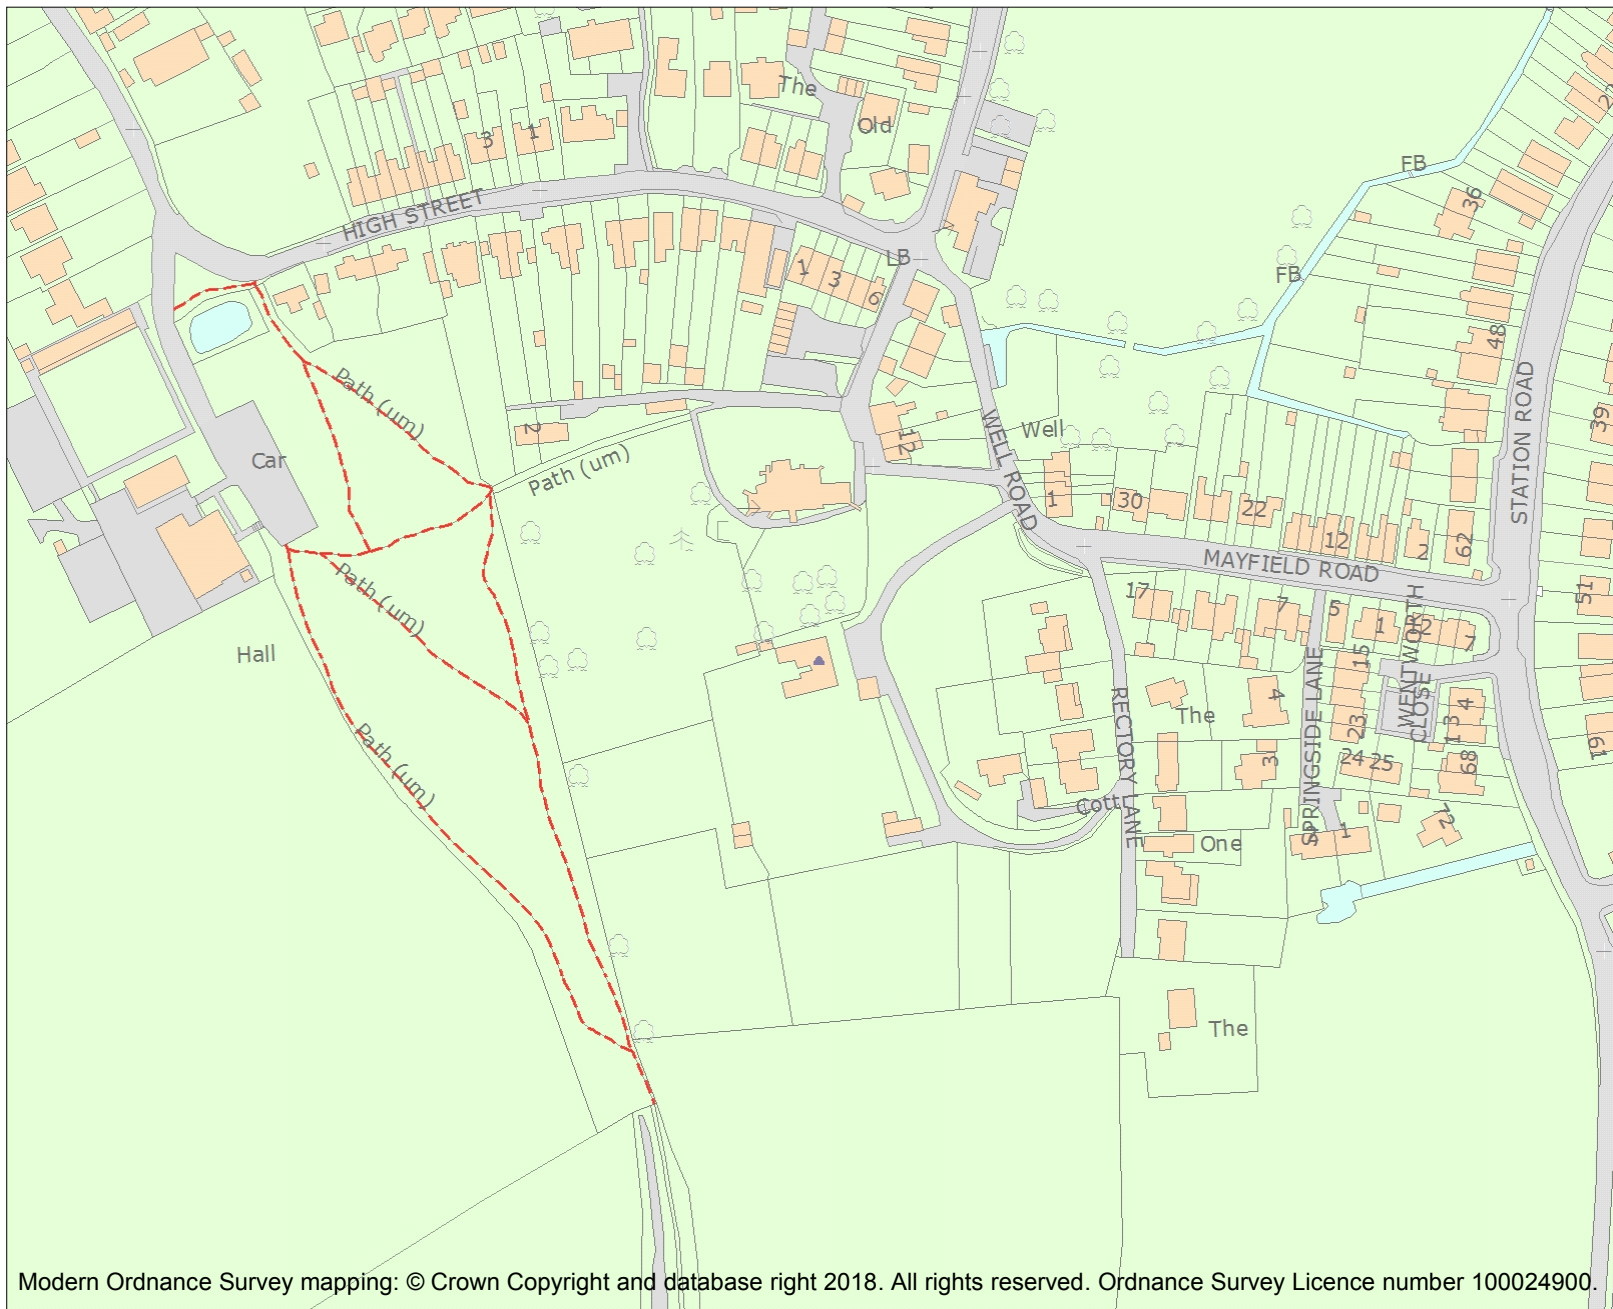 The
Old
3
1
HIGH STREET
LB
1
3
6
FB
36
FB
48
Path (um)
STATION ROAD
39
2
12
WELL ROAD
Well
Car
Path (um)
1
30
22
12
2
62
MAYFIELD ROAD
Path (um)
17
7
5
1
2
7
51
WENTWORTH
CLOSE
Hall
15
SPRINGSIDE LANE
RECTORY LANE
The
4
4
23
13
Path (um)
3
24
25
68
19
Cott
One
1
72
The
Modern Ordnance Survey mapping: © Crown Copyright and database right 2018. All rights reserved. Ordnance Survey Licence number 100024900.